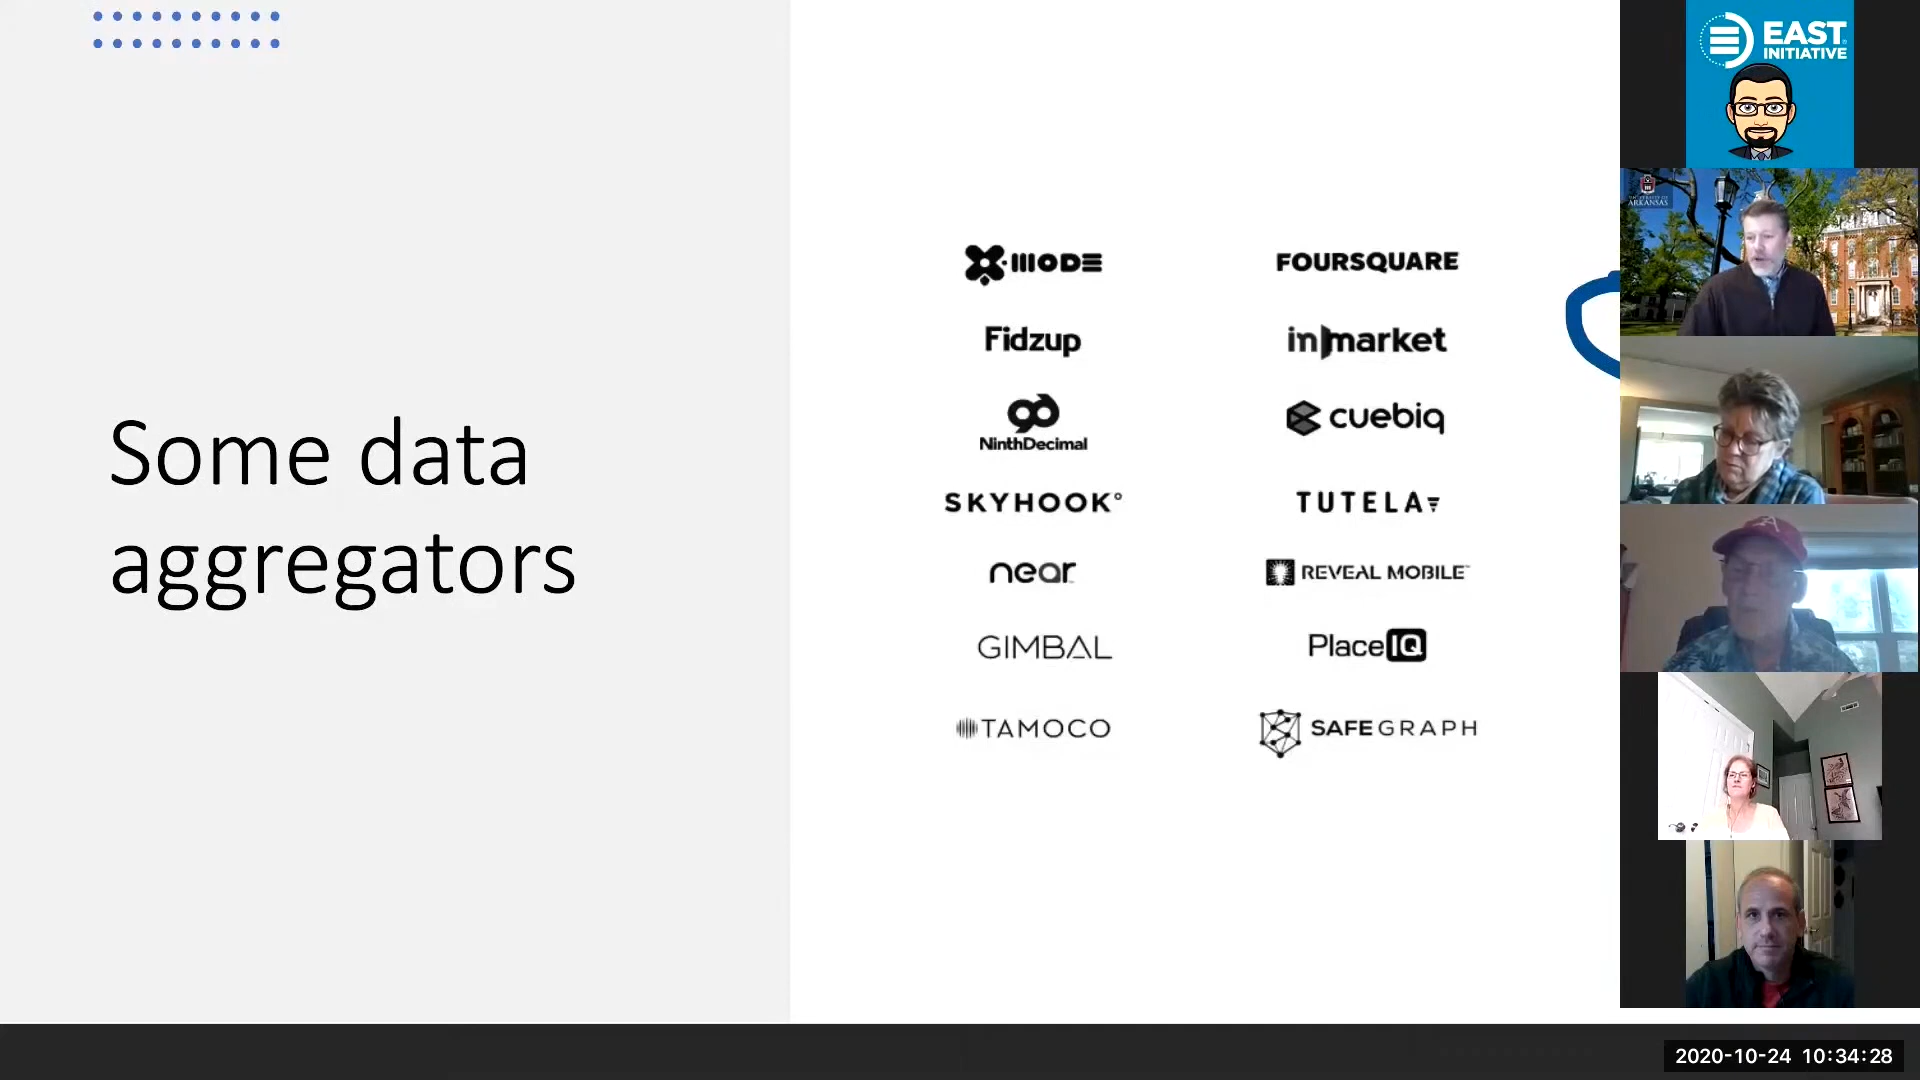 Some data
aggregators
X·MODE
FOURSQUARE
Fidzup
inmarket
NinthDecimal
cuebiq
SKYHOOK
TUTELA
near
REVEAL MOBILE
GIMBAL
PlaceIQ
TAMOCO
SAFEGRAPH
EAST
INITIATIVE
ARKANSAS
2020-10-24 10:34:28